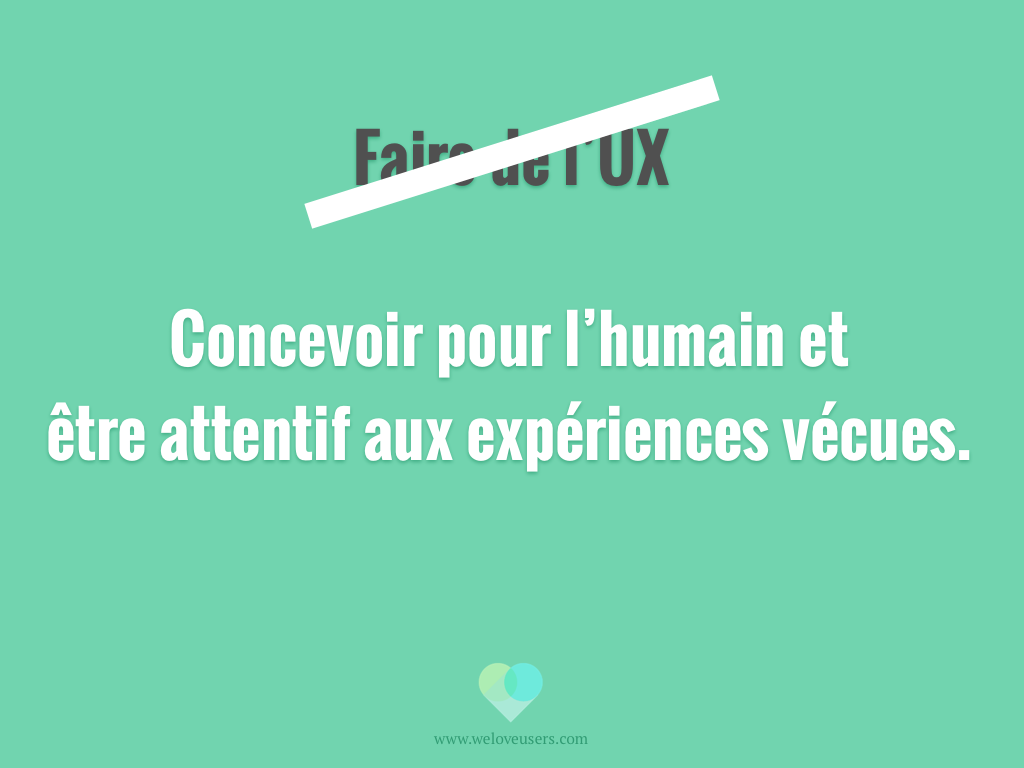 Faire de l’UX
Concevoir pour l’humain et
être attentif aux expériences vécues.
www.weloveusers.com